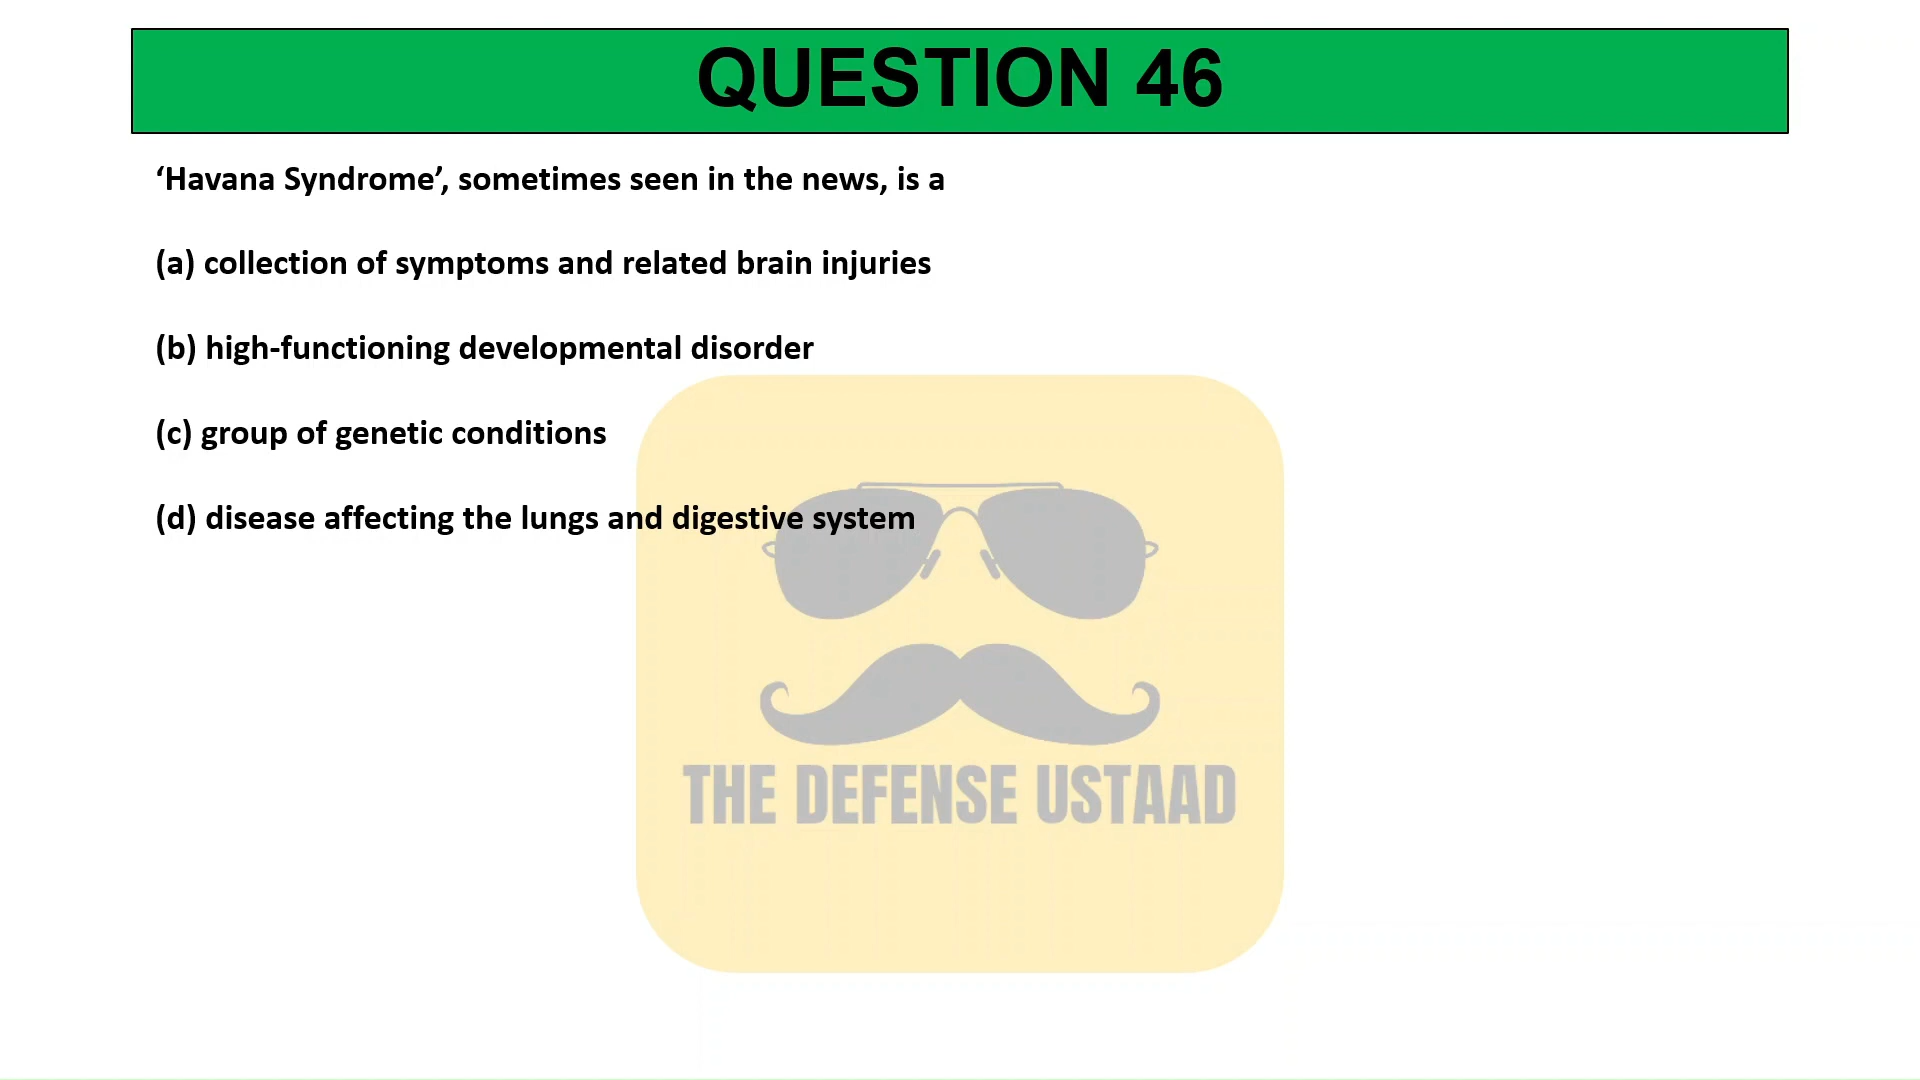 QUESTION 46
‘Havana Syndrome’, sometimes seen in the news, is a
(a) collection of symptoms and related brain injuries
(b) high-functioning developmental disorder
(c) group of genetic conditions
(d) disease affecting the lungs and digestive system
THE DEFENSE USTAAD